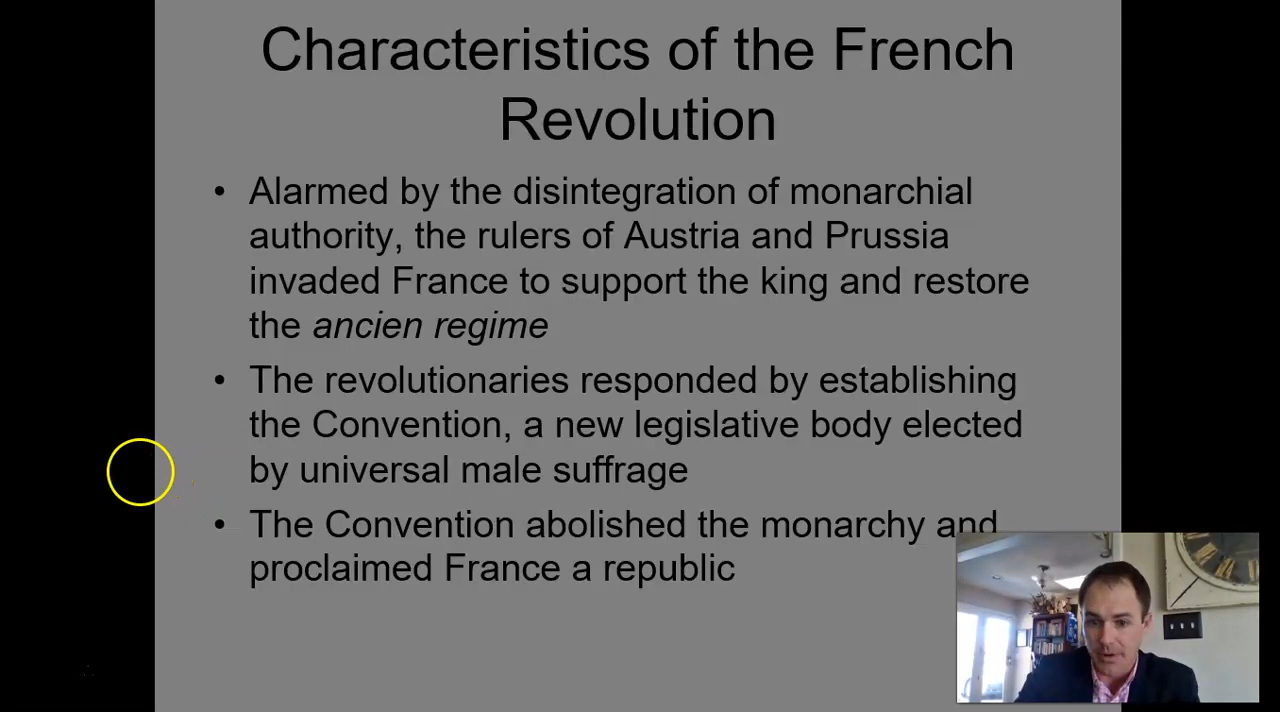 Characteristics of the French
Revolution
• Alarmed by the disintegration of monarchial
authority, the rulers of Austria and Prussia
invaded France to support the king and restore
the ancien regime
• The revolutionaries responded by establishing
the Convention, a new legislative body elected
by universal male suffrage
• The Convention abolished the monarchy and
proclaimed France a republic